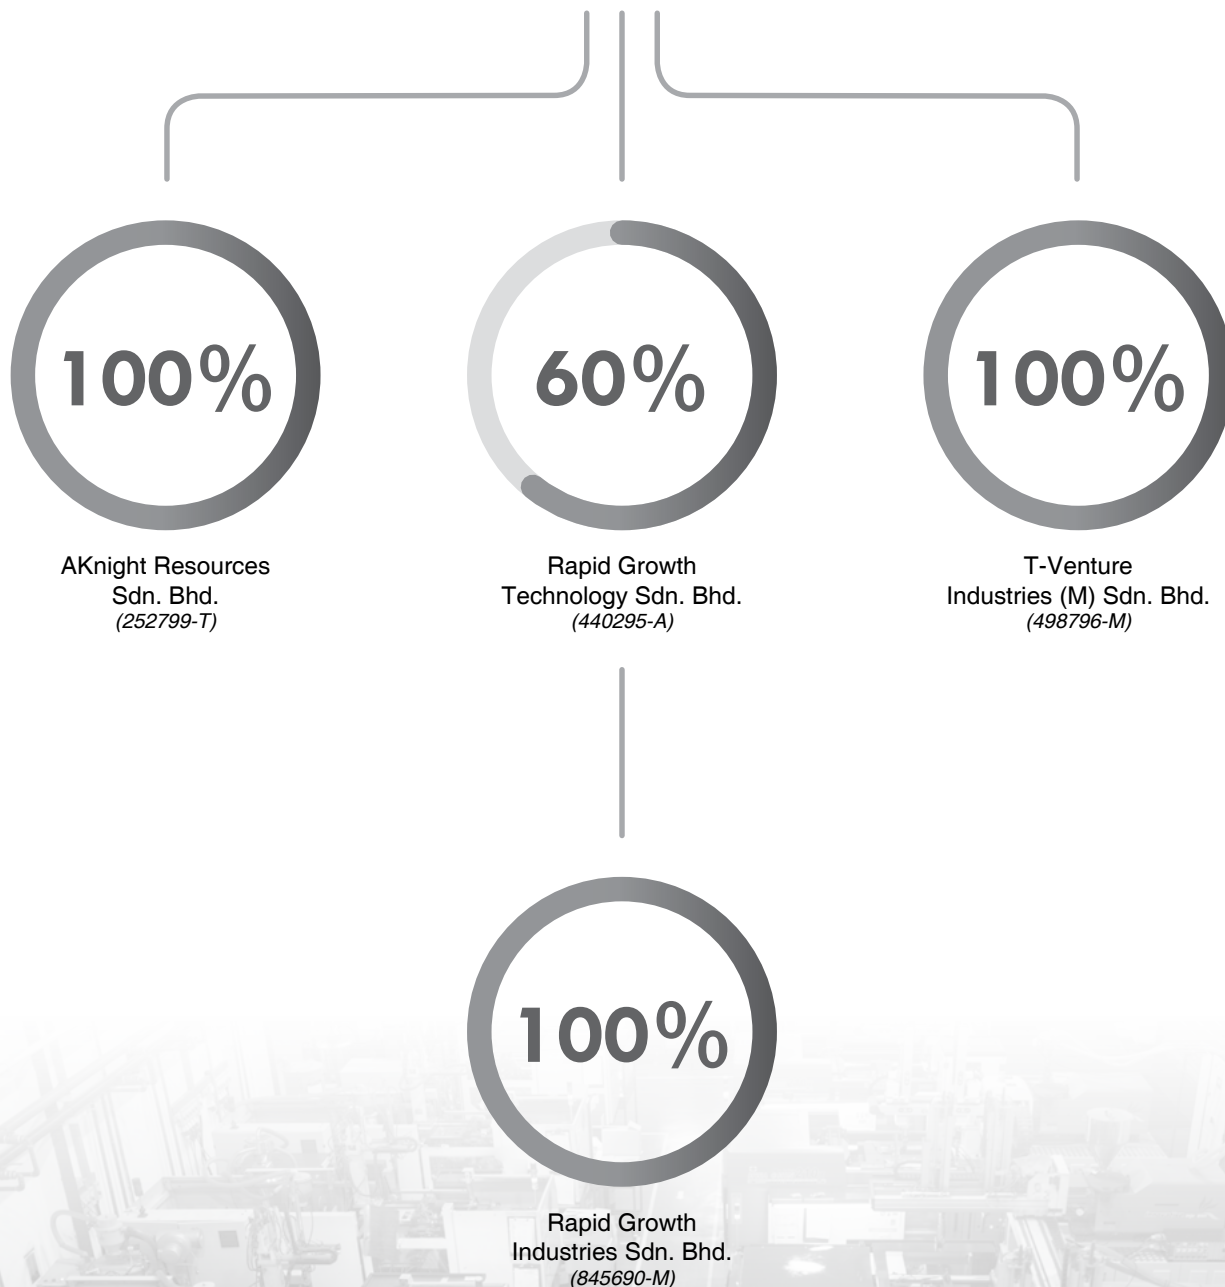 100%
AKnight Resources
Sdn. Bhd.
(252799-T)
60%
Rapid Growth
Technology Sdn. Bhd.
(440295-A)
100%
T-Venture
Industries (M) Sdn. Bhd.
(498796-M)
100%
Rapid Growth
Industries Sdn. Bhd.
(845690-M)